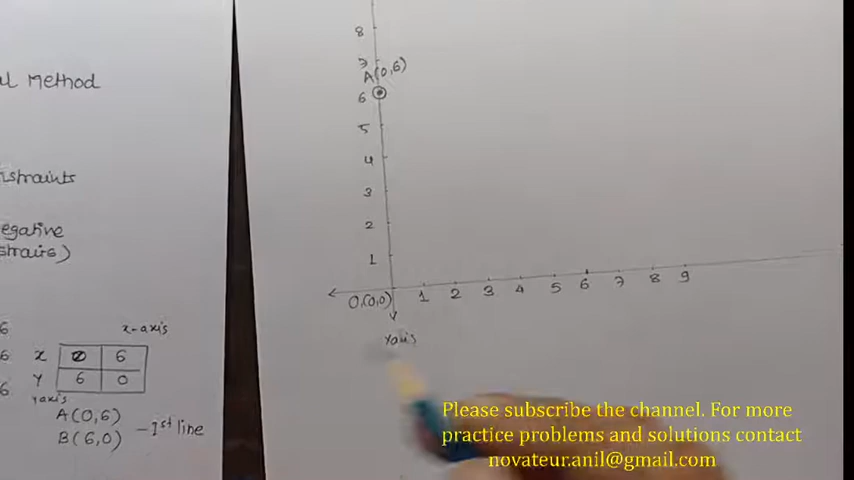 al Method
straints
egative
straits)
6
x-axis
6 x 0 6
6 y 6 0
yaxis
A(0,6)
B(6,0) -1st line
8
7
A(0,6)
6
5
4
3
2
1
O,(0,0) 1 2 3 4 5 6 7 8 9
Yaxis
Please subscribe the channel. For more
practice problems and solutions contact
novateur.anil@gmail.com